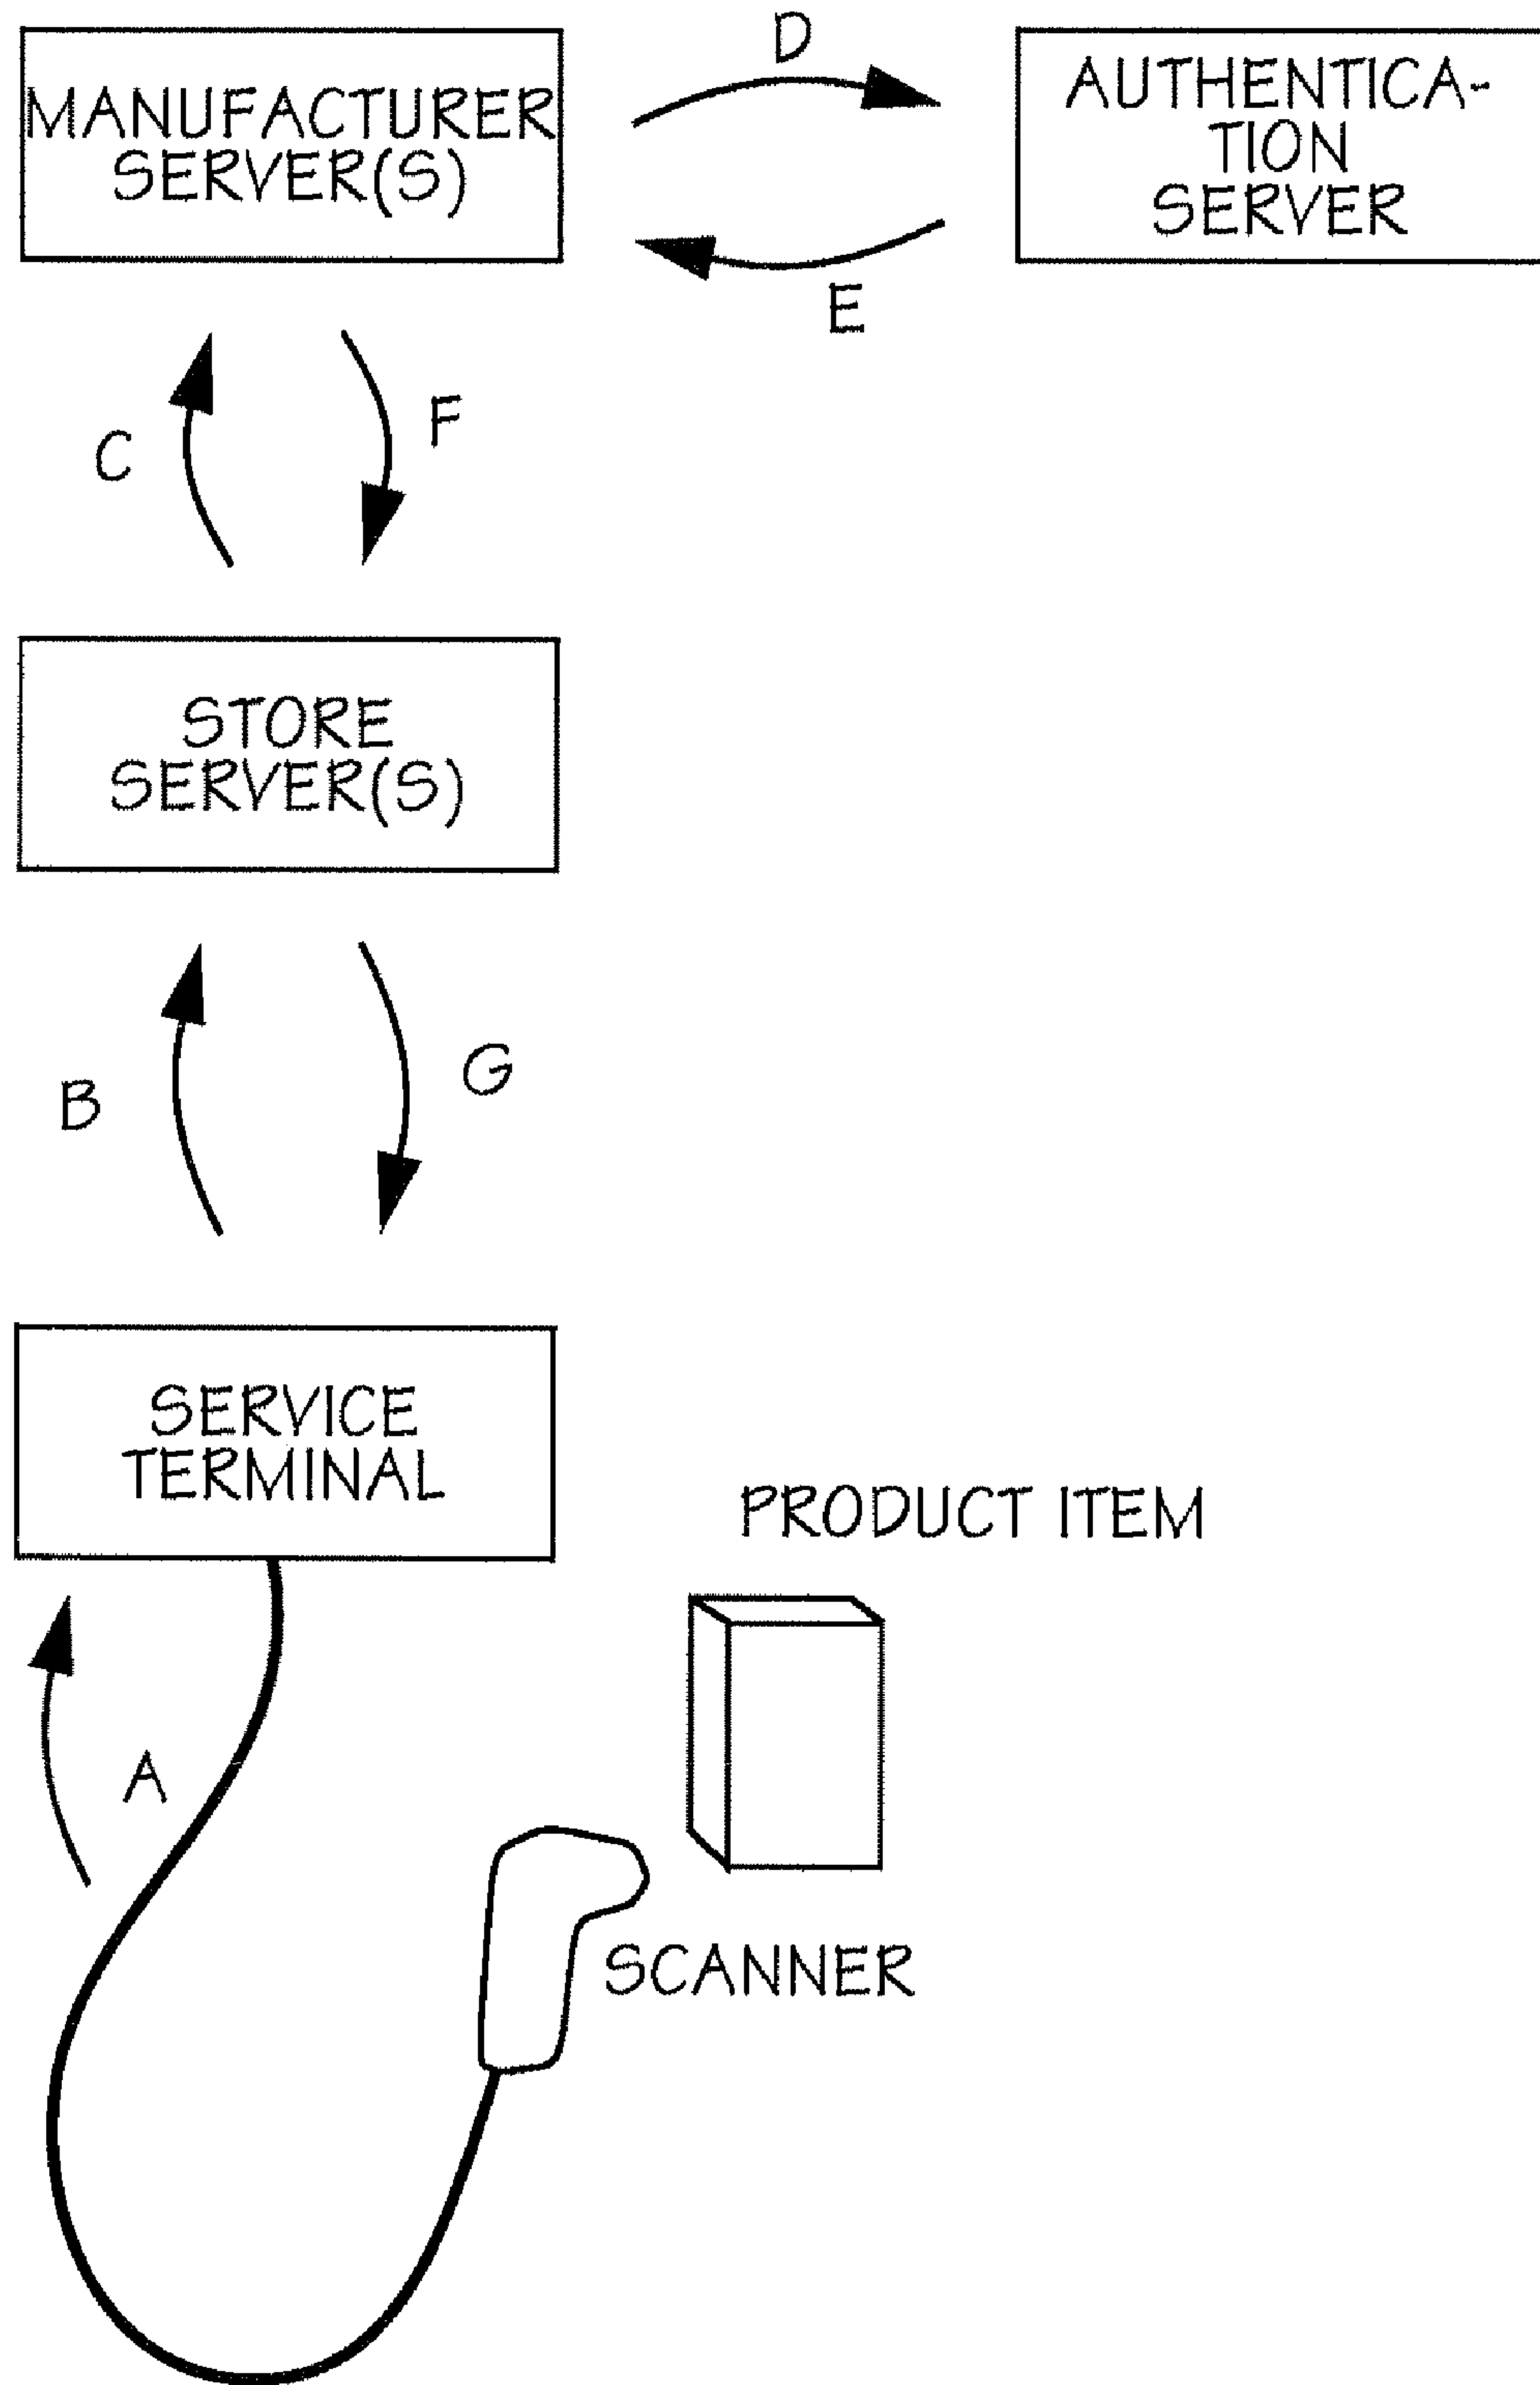 D
MANUFACTURER
SERVER(S)
AUTHENTICA-
TION
SERVER
E
C
F
STORE
SERVER(S)
B
G
SERVICE
TERMINAL
PRODUCT ITEM
A
SCANNER